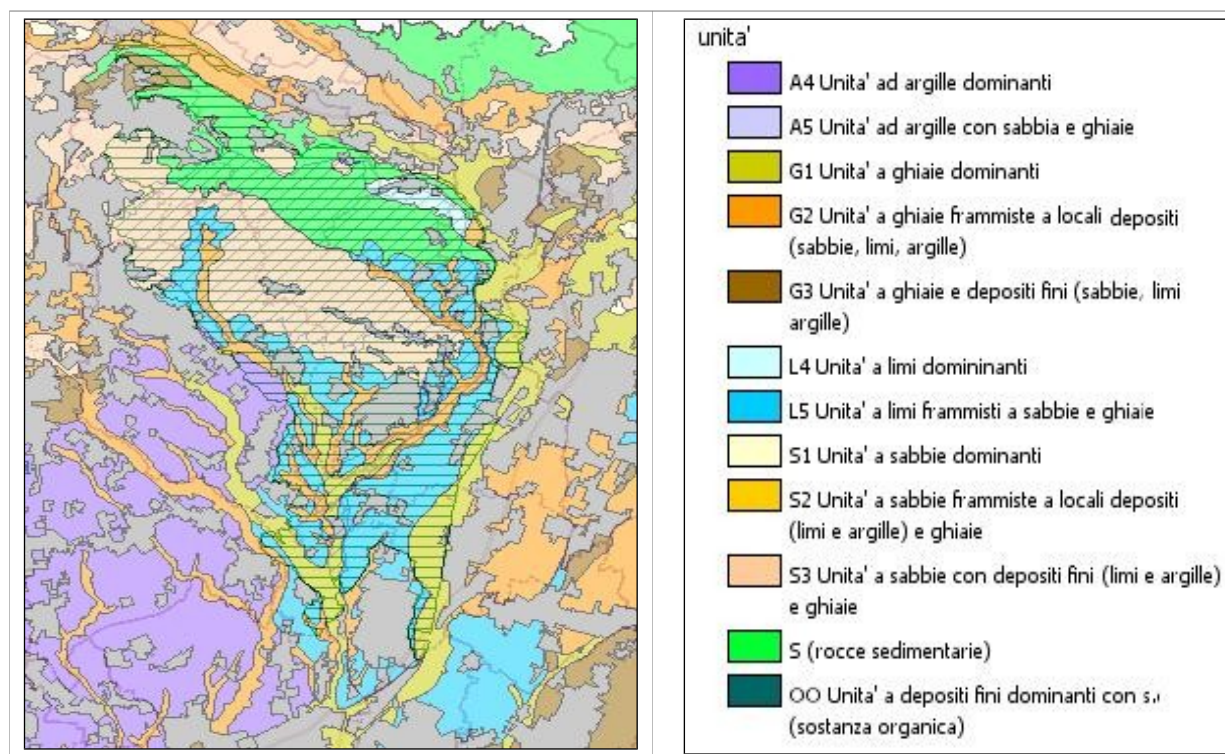 unita'
A4 Unita' ad argille dominanti
A5 Unita' ad argille con sabbia e ghiaie
G1 Unita' a ghiaie dominanti
G2 Unita' a ghiaie frammiste a locali depositi
(sabbie, limi, argille)
G3 Unita' a ghiaie e depositi fini (sabbie, limi
argille)
L4 Unita' a limi domininanti
L5 Unita' a limi frammisti a sabbie e ghiaie
S1 Unita' a sabbie dominanti
S2 Unita' a sabbie frammiste a locali depositi
(limi e argille) e ghiaie
S3 Unita' a sabbie con depositi fini (limi e argille)
e ghiaie
S (rocce sedimentarie)
OO Unita' a depositi fini dominanti con s.
(sostanza organica)